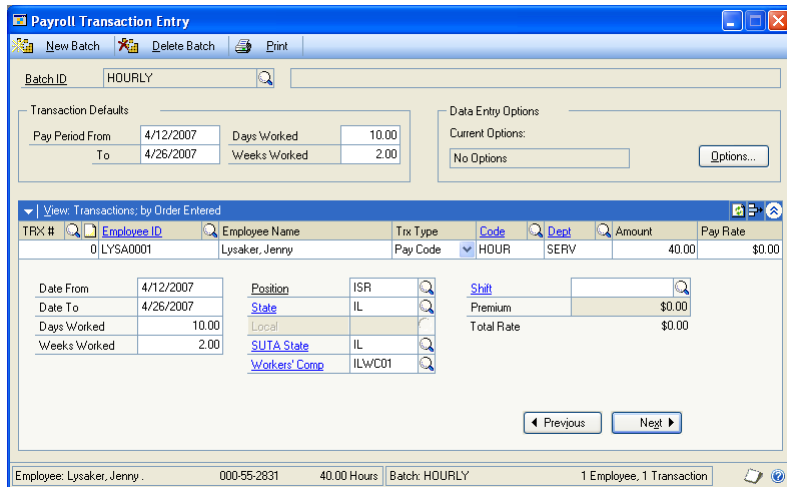 Payroll Transaction Entry
New Batch Delete Batch Print
Batch ID HOURLY
Transaction Defaults Data Entry Options
Pay Period From 4/12/2007 Days Worked 10.00 Current Options:
To 4/26/2007 Weeks Worked 2.00 No Options Options...
View: Transactions; by Order Entered
TRX # Employee ID Employee Name Trx Type Code Dept Amount Pay Rate
0 LYSA0001 Lysaker, Jenny Pay Code HOUR SERV 40.00 $0.00
Date From 4/12/2007 Position ISR Shift
Date To 4/26/2007 State IL Premium $0.00
Days Worked 10.00 Local Total Rate $0.00
Weeks Worked 2.00 SUTA State IL
Workers' Comp ILWC01
Previous Next
Employee: Lysaker, Jenny . 000-55-2831 40.00 Hours Batch: HOURLY 1 Employee, 1 Transaction